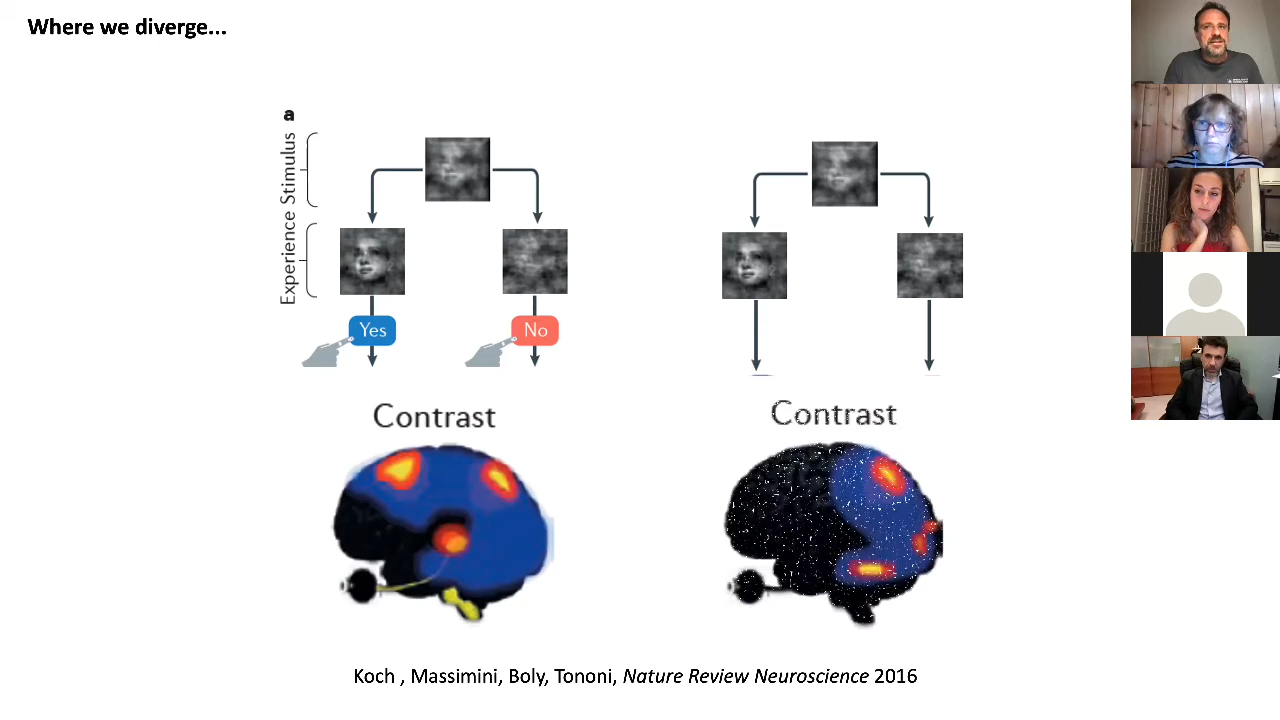 Where we diverge...
a
Stimulus
Experience
Yes
No
Contrast
Contrast
Koch , Massimini, Boly, Tononi, Nature Review Neuroscience 2016